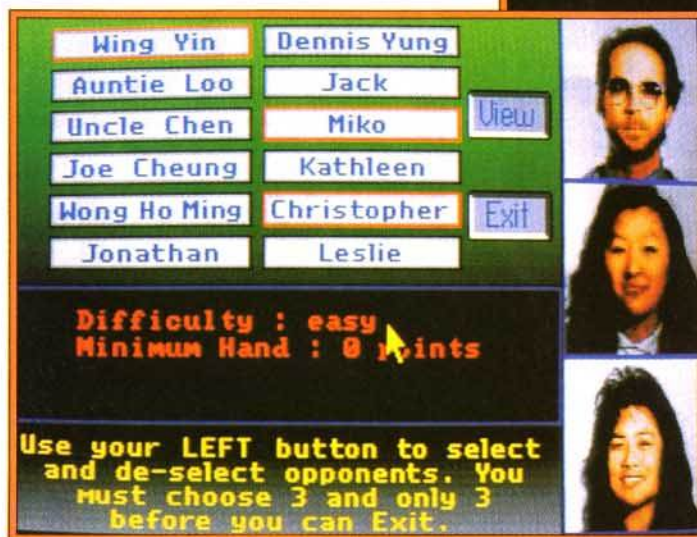 Wing Yin
Dennis Yung
Auntie Loo
Jack
Uncle Chen
Miko
View
Joe Cheung
Kathleen
Wong Ho Ming
Christopher
Exit
Jonathan
Leslie
Difficulty : easy
Minimum Hand : 0 points
Use your LEFT button to select
and de-select opponents. You
must choose 3 and only 3
before you can Exit.